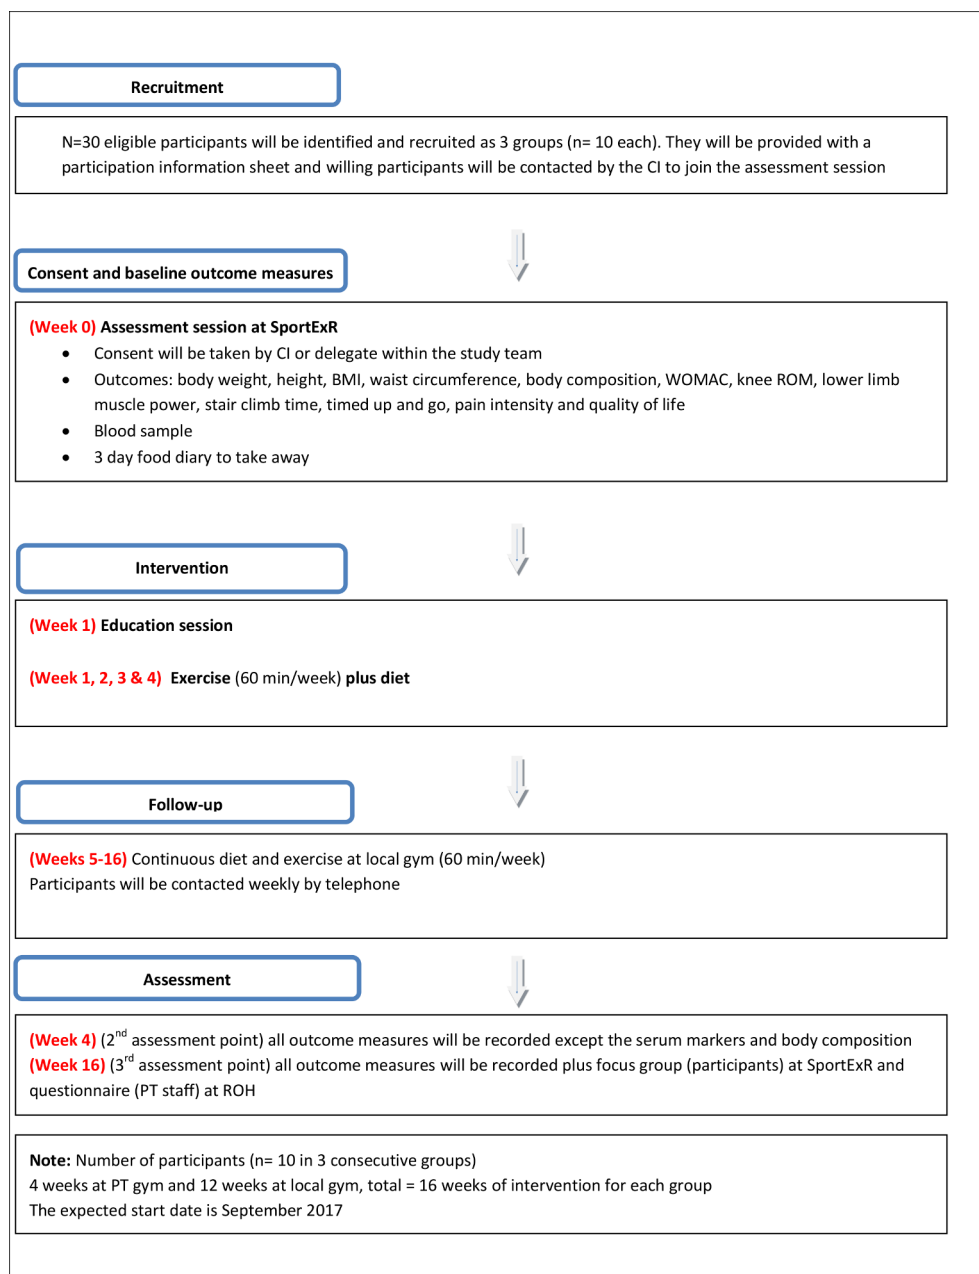 Recruitment
N=30 eligible participants will be identified and recruited as 3 groups (n= 10 each). They will be provided with a
participation information sheet and willing participants will be contacted by the CI to join the assessment session
Consent and baseline outcome measures
(Week 0) Assessment session at SportExR
• Consent will be taken by CI or delegate within the study team
• Outcomes: body weight, height, BMI, waist circumference, body composition, WOMAC, knee ROM, lower limb
muscle power, stair climb time, timed up and go, pain intensity and quality of life
• Blood sample
• 3 day food diary to take away
Intervention
(Week 1) Education session
(Week 1, 2, 3 & 4) Exercise (60 min/week) plus diet
Follow-up
(Weeks 5-16) Continuous diet and exercise at local gym (60 min/week)
Participants will be contacted weekly by telephone
Assessment
(Week 4) (2nd assessment point) all outcome measures will be recorded except the serum markers and body composition
(Week 16) (3rd assessment point) all outcome measures will be recorded plus focus group (participants) at SportExR and
questionnaire (PT staff) at ROH
Note: Number of participants (n= 10 in 3 consecutive groups)
4 weeks at PT gym and 12 weeks at local gym, total = 16 weeks of intervention for each group
The expected start date is September 2017